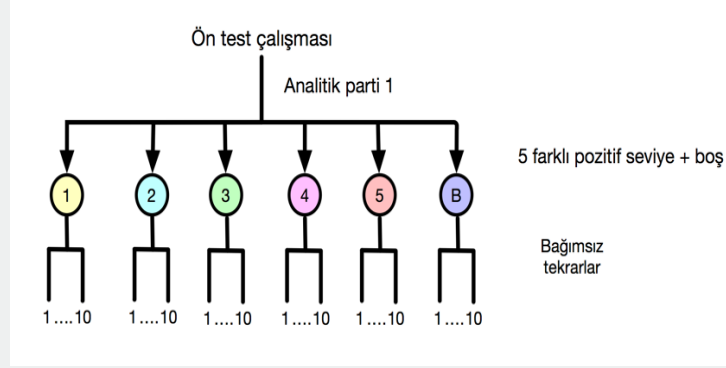 Ön test çalışması
Analitik parti 1
5 farklı pozitif seviye + boş
1 2 3 4 5 B
Bağımsız
tekrarlar
1....10 1....10 1....10 1....10 1....10 1....10